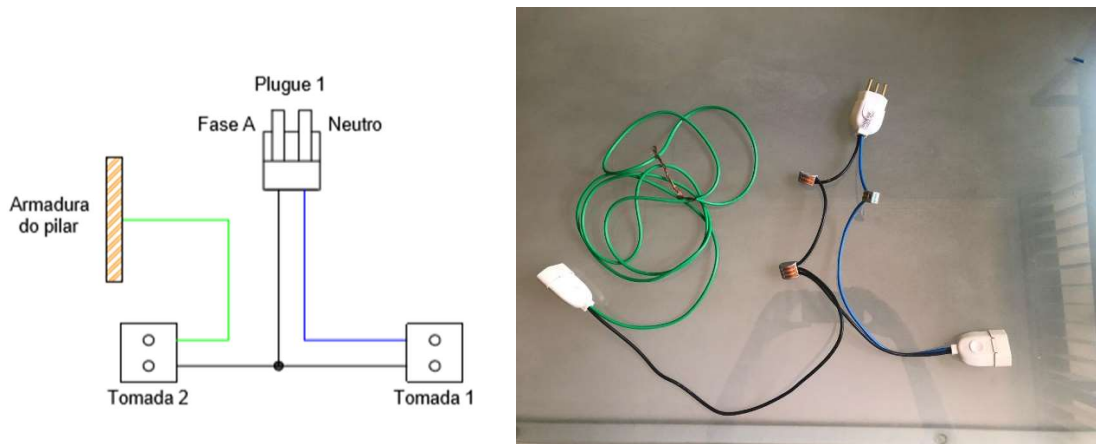 Plugue 1
Fase A
Neutro
Armadura
do pilar
Tomada 2
Tomada 1